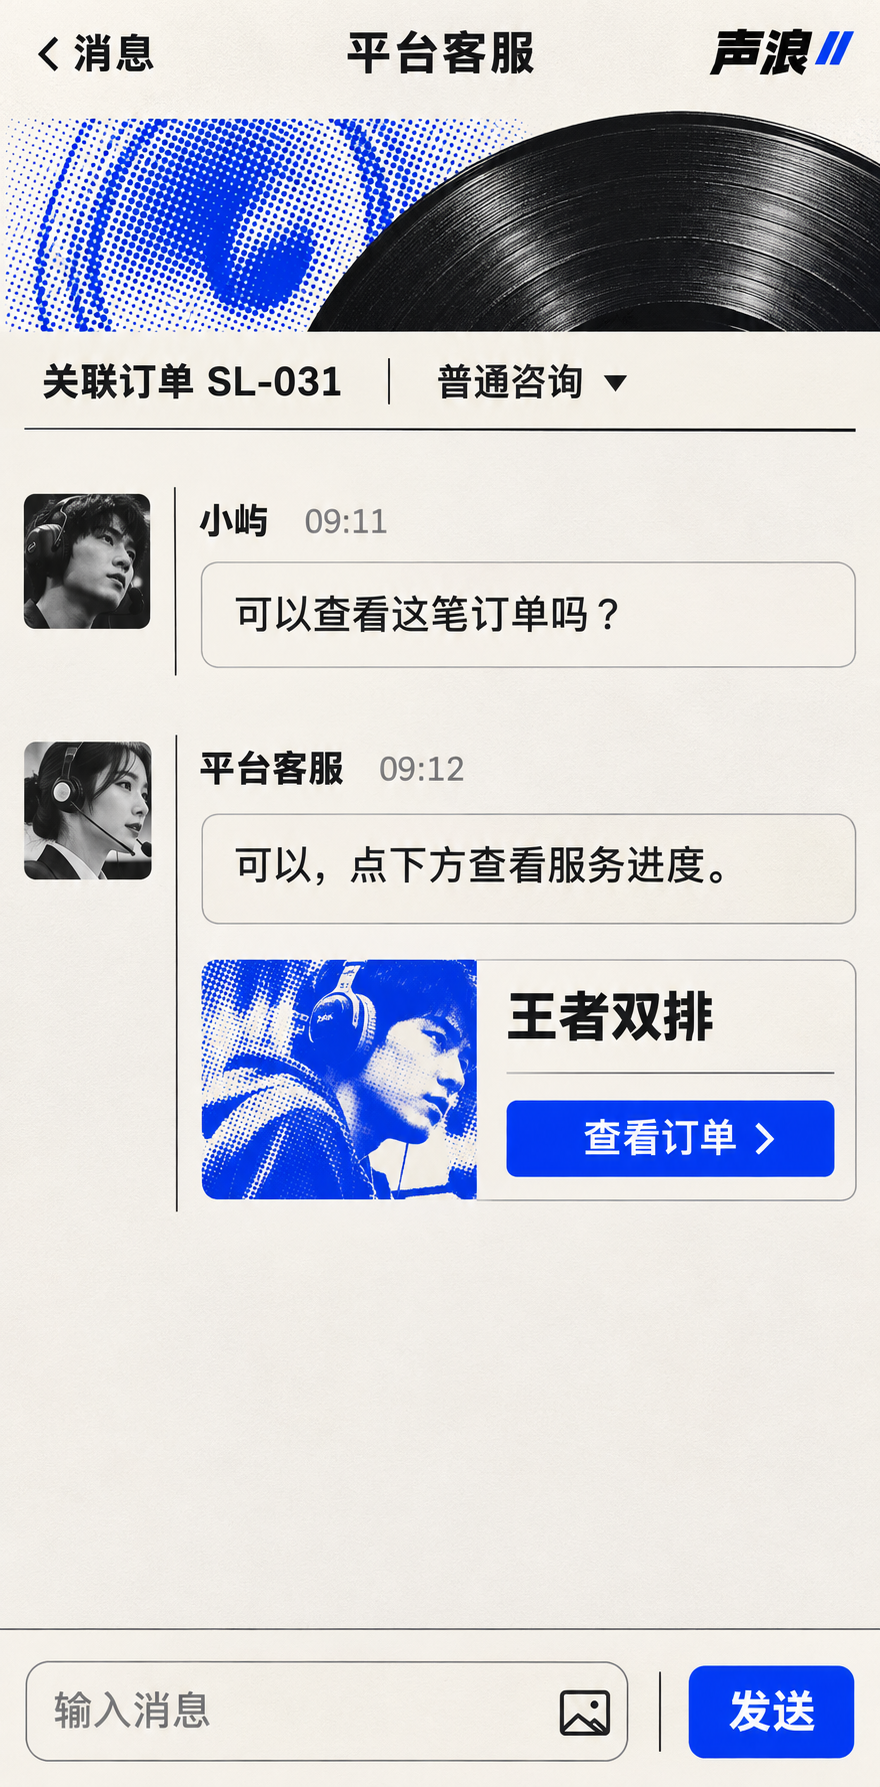 消息
平台客服
声浪
关联订单 SL-031
普通咨询
小屿 09:11
可以查看这笔订单吗？
平台客服 09:12
可以，点下方查看服务进度。
王者双排
查看订单
输入消息
发送